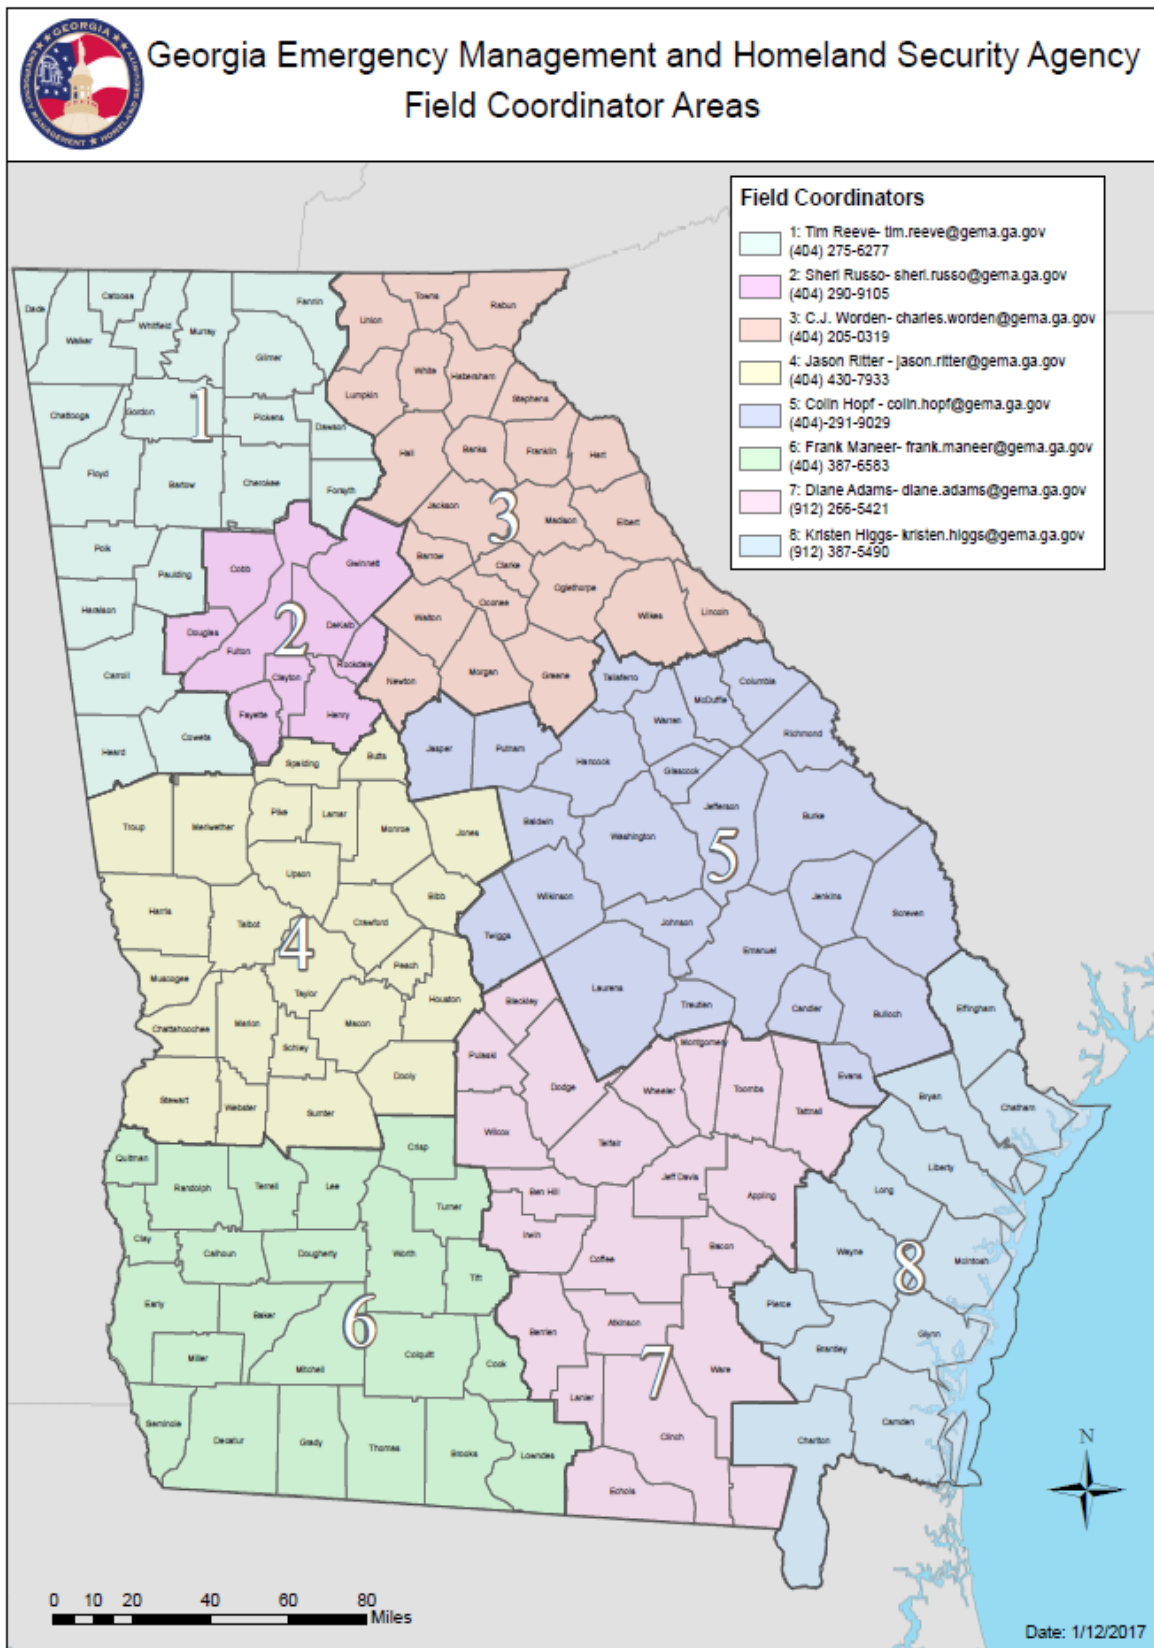 GEORGIA
EMERGENCY MANAGEMENT ★ HOMELAND SECURITY
Georgia Emergency Management and Homeland Security Agency
Field Coordinator Areas
Field Coordinators
1: Tim Reeve- tim.reeve@gema.ga.gov
(404) 275-6277
2: Sheri Russo- sheri.russo@gema.ga.gov
(404) 290-9105
3: C.J. Worden- charles.worden@gema.ga.gov
(404) 205-0319
4: Jason Ritter - jason.ritter@gema.ga.gov
(404) 430-7933
5: Colin Hopf - colin.hopf@gema.ga.gov
(404)-291-9029
6: Frank Maneer- frank.maneer@gema.ga.gov
(404) 387-6583
7: Diane Adams- diane.adams@gema.ga.gov
(912) 266-5421
8: Kristen Higgs- kristen.higgs@gema.ga.gov
(912) 387-5490
Dade
Catoosa
Fannin
Walker
Whitfield
Murray
Gilmer
Chattooga
Gordon
1
Pickens
Dawson
Floyd
Bartow
Cherokee
Forsyth
Polk
Paulding
Haralson
Carroll
Heard
Coweta
Union
Towns
Rabun
Lumpkin
White
Habersham
Stephens
Hall
Banks
Franklin
Hart
Jackson
3
Madison
Elbert
Barrow
Clarke
Oglethorpe
Walton
Oconee
Wilkes
Lincoln
Newton
Morgan
Greene
Cobb
Gwinnett
Douglas
2
DeKalb
Fulton
Rockdale
Clayton
Fayette
Henry
Spalding
Butts
Troup
Meriwether
Pike
Lamar
Monroe
Jones
Upson
Bibb
Harris
Talbot
Crawford
4
Peach
Muscogee
Taylor
Houston
Chattahoochee
Marion
Macon
Schley
Dooly
Stewart
Webster
Sumter
Taliaferro
Columbia
McDuffie
Warren
Richmond
Jasper
Putnam
Hancock
Glascock
Jefferson
Burke
Baldwin
Washington
5
Wilkinson
Jenkins
Screven
Twiggs
Johnson
Emanuel
Laurens
Treutlen
Candler
Bulloch
Evans
Quitman
Crisp
Randolph
Terrell
Lee
Turner
Clay
Calhoun
Dougherty
Worth
Tift
Early
Baker
6
Miller
Mitchell
Colquitt
Cook
Seminole
Decatur
Grady
Thomas
Brooks
Lowndes
Bleckley
Pulaski
Dodge
Montgomery
Wheeler
Toombs
Tattnall
Wilcox
Telfair
Jeff Davis
Appling
Ben Hill
Irwin
Coffee
Bacon
Berrien
Atkinson
7
Ware
Lanier
Clinch
Echols
Effingham
Bryan
Chatham
Liberty
Long
Wayne
8
McIntosh
Pierce
Glynn
Brantley
Camden
Charlton
N
0 10 20 40 60 80
Miles
Date: 1/12/2017